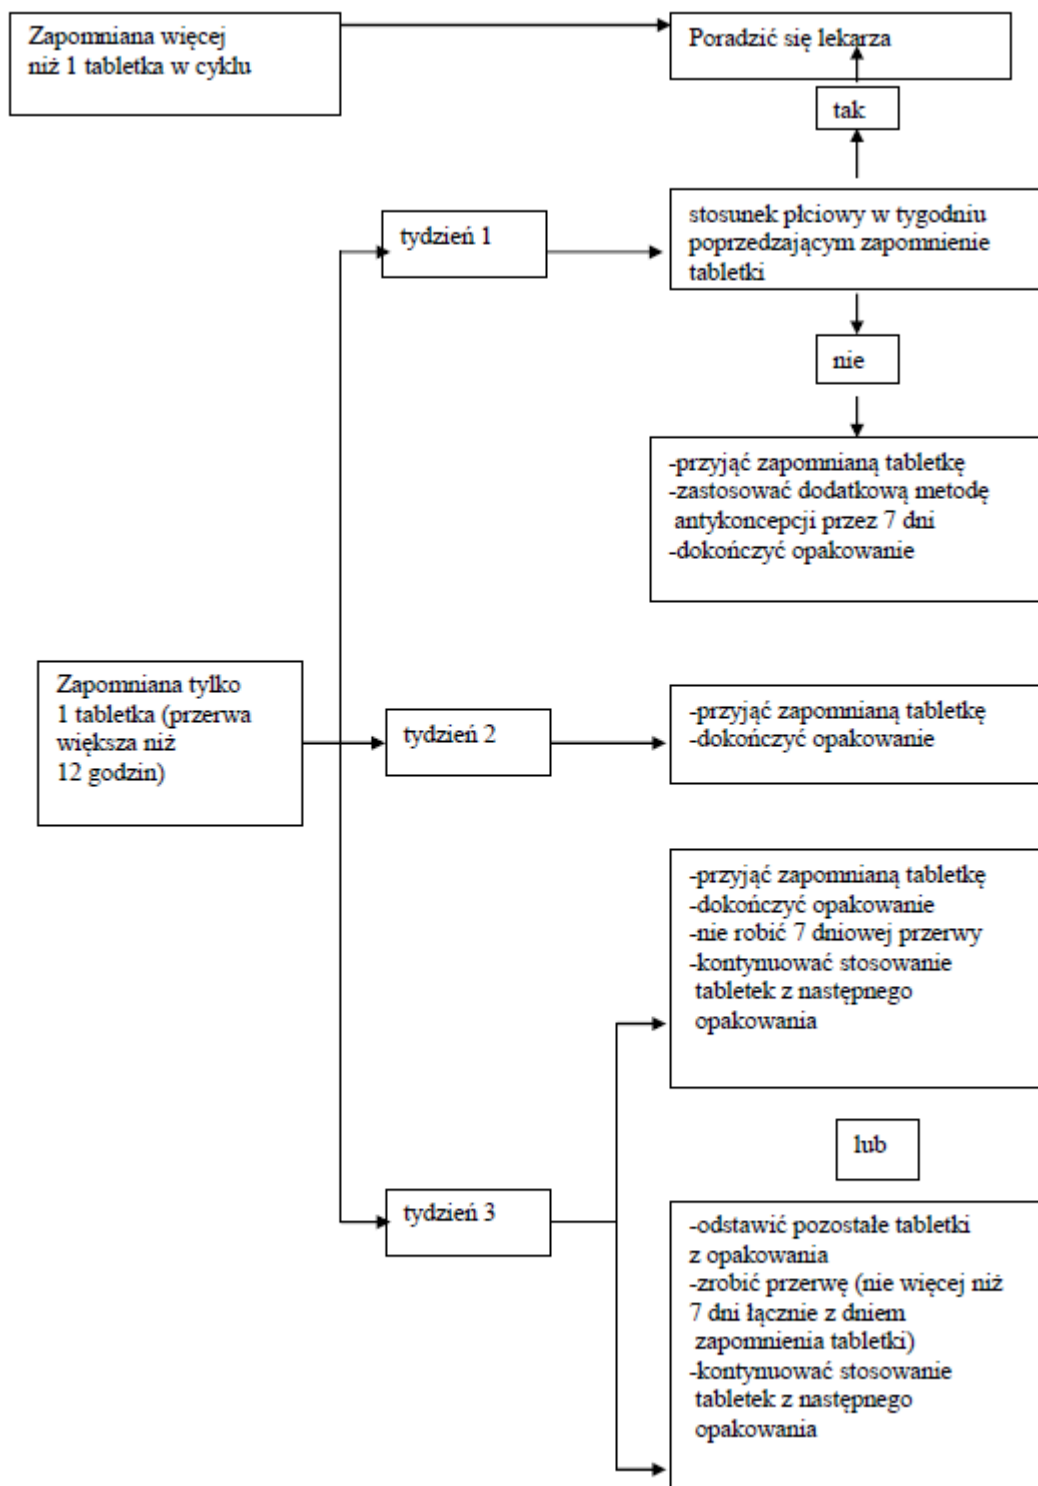 Zapomniana więcej
niż 1 tabletka w cyklu
Poradzić się lekarza
tak
stosunek płciowy w tygodniu
poprzedzającym zapomnienie
tabletki
tydzień 1
nie
-przyjąć zapomnianą tabletkę
-zastosować dodatkową metodę
antykoncepcji przez 7 dni
-dokończyć opakowanie
Zapomniana tylko
1 tabletka (przerwa
większa niż
12 godzin)
tydzień 2
-przyjąć zapomnianą tabletkę
-dokończyć opakowanie
-przyjąć zapomnianą tabletkę
-dokończyć opakowanie
-nie robić 7 dniowej przerwy
-kontynuować stosowanie
tabletek z następnego
opakowania
lub
tydzień 3
-odstawić pozostałe tabletki
z opakowania
-zrobić przerwę (nie więcej niż
7 dni łącznie z dniem
zapomnienia tabletki)
-kontynuować stosowanie
tabletek z następnego
opakowania